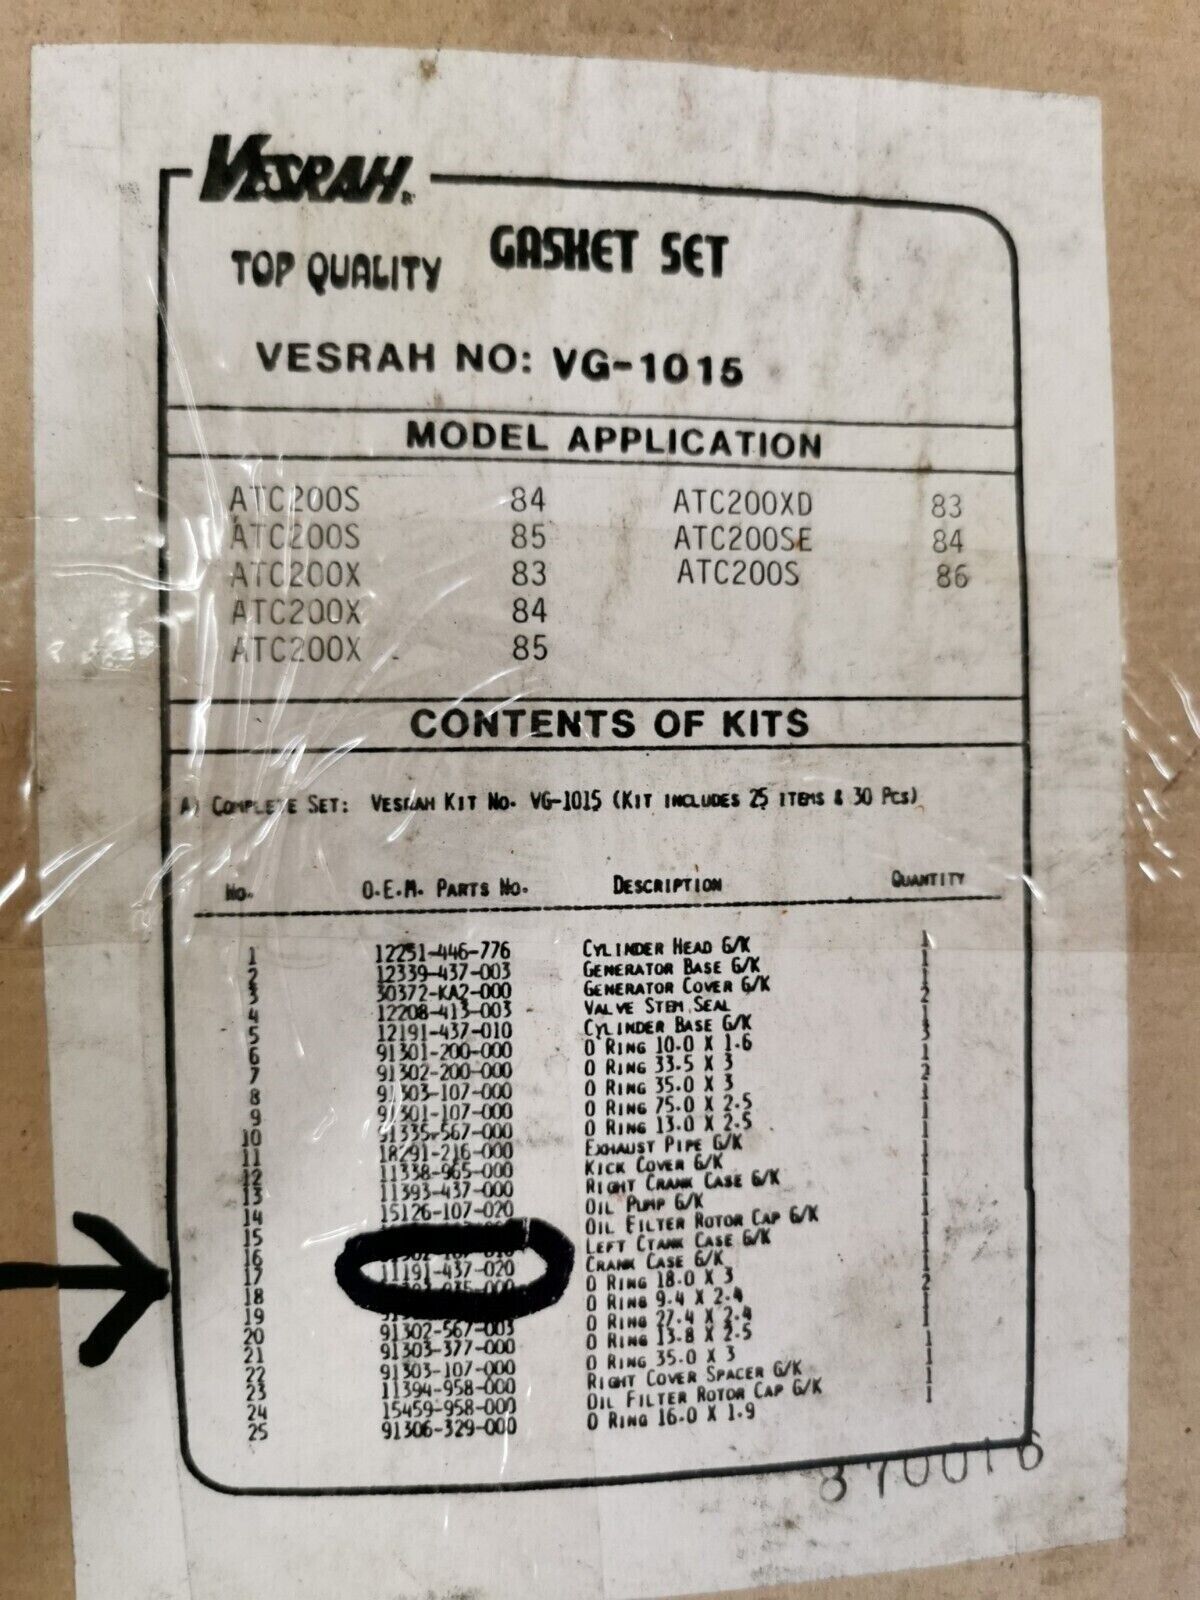 VESRAH
TOP QUALITY GASKET SET
VESRAH NO: VG-1015
MODEL APPLICATION
ATC200S 84 ATC200XD 83
ATC200S 85 ATC200SE 84
ATC200X 83 ATC200S 86
ATC200X 84
ATC200X 85
CONTENTS OF KITS
A) COMPLETE SET: VESRAH KIT NO. VG-1015 (KIT INCLUDES 25 ITEMS & 30 PCS)
NO. O.E.M. PARTS NO. DESCRIPTION QUANTITY
1 12251-446-776 CYLINDER HEAD G/K 1
2 12339-437-003 GENERATOR BASE G/K 1
3 30372-KA2-000 GENERATOR COVER G/K 1
4 12208-413-003 VALVE STEM SEAL 2
5 12191-437-010 CYLINDER BASE G/K 1
6 91301-200-000 O RING 10.0 X 1.6 3
7 91302-200-000 O RING 33.5 X 3 1
8 91303-107-000 O RING 35.0 X 3 2
9 91301-107-000 O RING 75.0 X 2.5 1
10 91335-567-000 O RING 13.0 X 2.5 1
11 18291-216-000 EXHAUST PIPE G/K 1
12 11338-965-000 KICK COVER G/K 1
13 11393-437-000 RIGHT CRANK CASE G/K 1
14 15126-107-020 OIL PUMP G/K 1
15 OIL FILTER ROTOR CAP G/K 1
16 LEFT CTANK CASE G/K 1
17 11191-437-020 CRANK CASE G/K 1
18 O RING 18.0 X 3 2
19 O RING 9.4 X 2.4 1
20 91302-567-003 O RING 27.4 X 2.4 1
21 91303-377-000 O RING 13.8 X 2.5 1
22 91303-107-000 O RING 35.0 X 3 1
23 11394-958-000 RIGHT COVER SPACER G/K 1
24 15459-958-000 OIL FILTER ROTOR CAP G/K 1
25 91306-329-000 O RING 16.0 X 1.9 1
870016